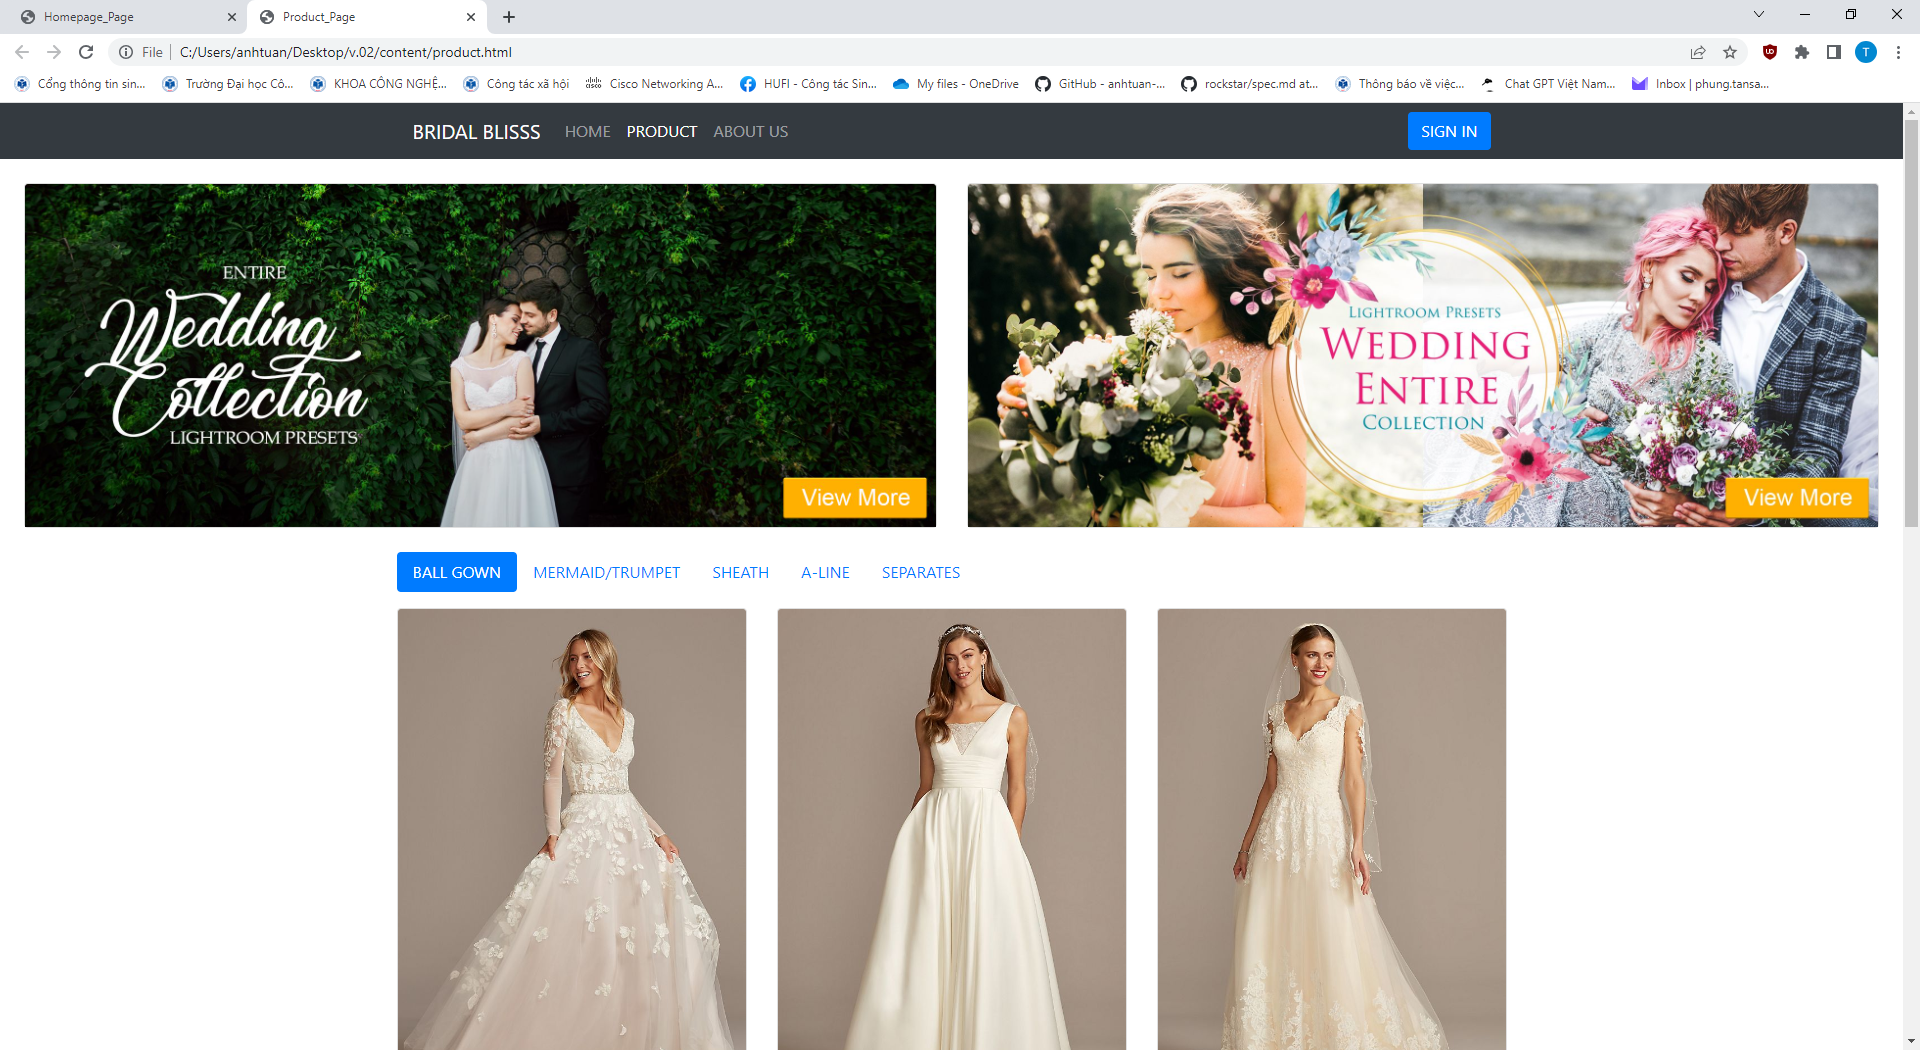 Homepage_Page
Product_Page
File
C:/Users/anhtuan/Desktop/v.02/content/product.html
T
Cổng thông tin sin...
Trường Đại học Cô...
KHOA CÔNG NGHỆ...
Công tác xã hội
Cisco Networking A...
HUFI - Công tác Sin...
My files - OneDrive
GitHub - anhtuan-...
rockstar/spec.md at...
Thông báo về việc...
Chat GPT Việt Nam...
Inbox | phung.tansa...
BRIDAL BLISSS
HOME
PRODUCT
ABOUT US
SIGN IN
ENTIRE
Wedding
Collection
LIGHTROOM PRESETS
View More
LIGHTROOM PRESETS
WEDDING
ENTIRE
COLLECTION
View More
BALL GOWN
MERMAID/TRUMPET
SHEATH
A-LINE
SEPARATES